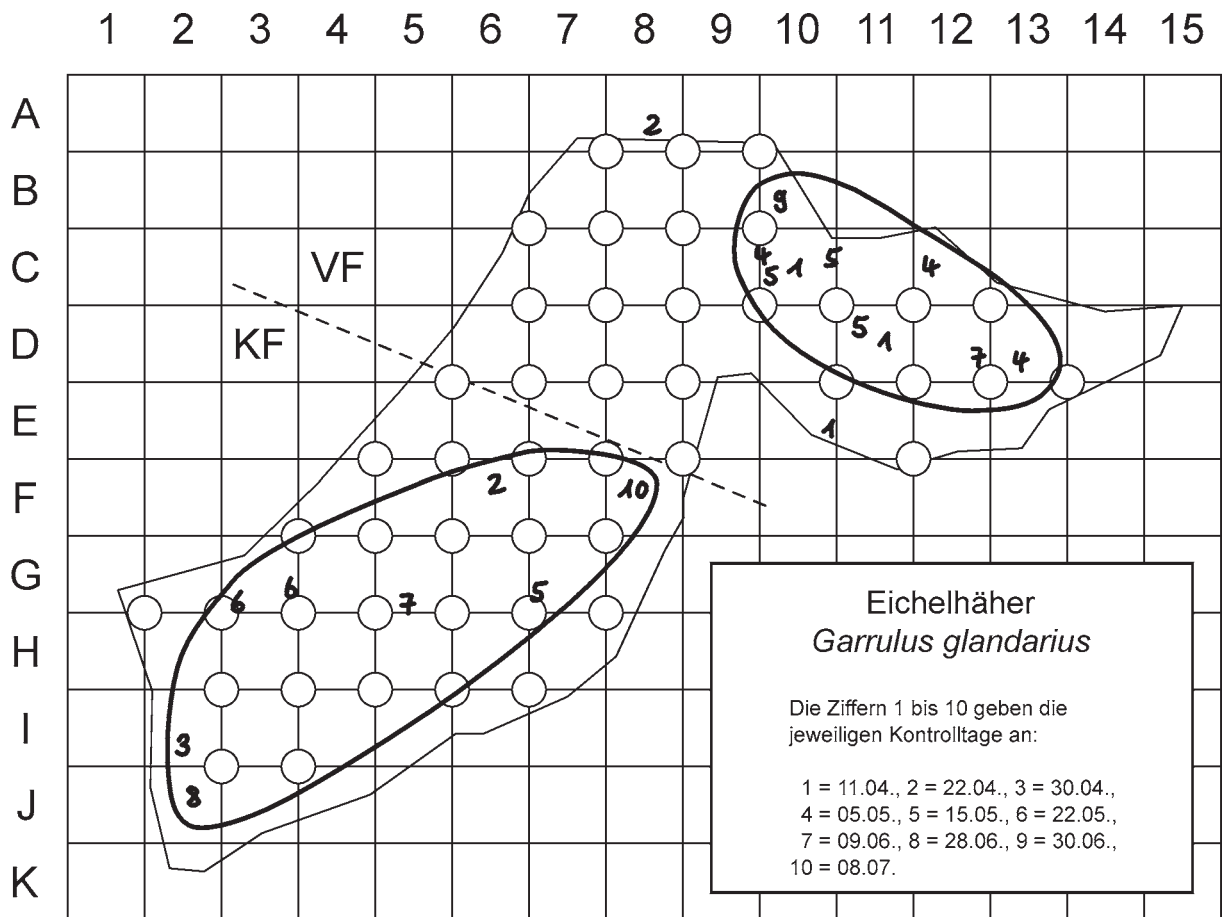 1 2 3 4 5 6 7 8 9 10 11 12 13 14 15
A
2
B
9
C
VF
4 1 5 4
5
D
KF
5 1
7 4
E
1
F
2 10
G
6 6 7 5
H
I
3
J
8
K
Eichelhäher
Garrulus glandarius
Die Ziffern 1 bis 10 geben die
jeweiligen Kontrolltage an:
1 = 11.04., 2 = 22.04., 3 = 30.04.,
4 = 05.05., 5 = 15.05., 6 = 22.05.,
7 = 09.06., 8 = 28.06., 9 = 30.06.,
10 = 08.07.